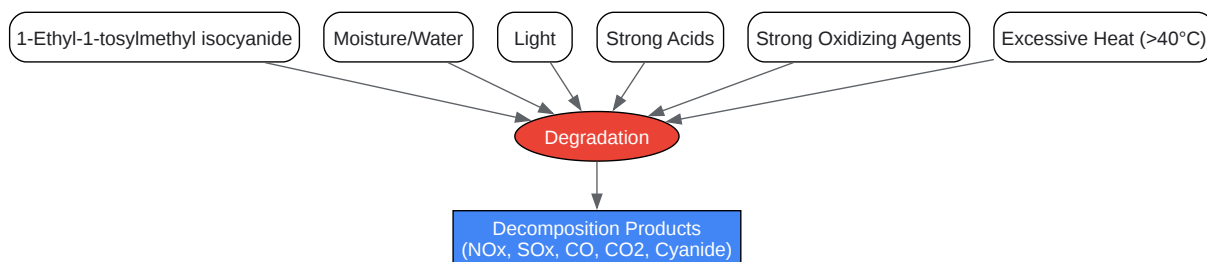 1-Ethyl-1-tosylmethyl isocyanide
Moisture/Water
Light
Strong Acids
Strong Oxidizing Agents
Excessive Heat (>40°C)
Degradation
Decomposition Products
(NOx, SOx, CO, CO2, Cyanide)